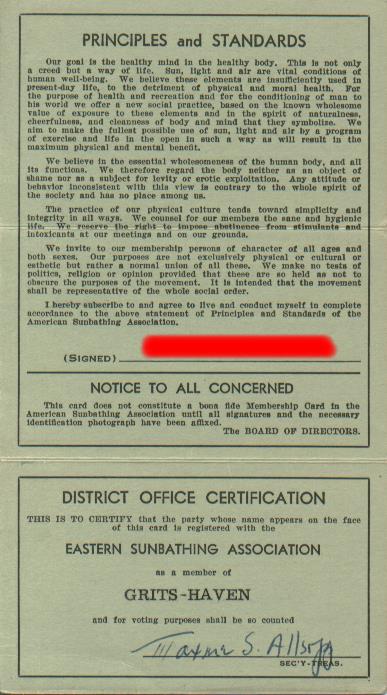 PRINCIPLES and STANDARDS
Our goal is the healthy mind in the healthy body. This is not only
a creed but a way of life. Sun, light and air are vital conditions of
human well-being. We believe these elements are insufficiently used in
present-day life, to the detriment of physical and moral health. For
the purpose of health and recreation and for the conditioning of man to
his world we offer a new social practice, based on the known wholesome
value of exposure to these elements and in the spirit of naturalness,
cheerfulness, and cleanness of body and mind that they symbolize. We
aim to make the fullest possible use of sun, light and air by a program
of exercise and life in the open in such a way as will result in the
maximum physical and mental benefit.
We believe in the essential wholesomeness of the human body, and all
its functions. We therefore regard the body neither as an object of
shame nor as a subject for levity or erotic exploitation. Any attitude or
behavior inconsistent with this view is contrary to the whole spirit of
the society and has no place among us.
The practice of our physical culture tends toward simplicity and
integrity in all ways. We counsel for our members the sane and hygienic
life. We reserve the right to impose abstinence from stimulants and
intoxicants at our meetings and on our grounds.
We invite to our membership persons of character of all ages and
both sexes. Our purposes are not exclusively physical or cultural or
esthetic but rather a normal union of all these. We make no tests of
politics, religion or opinion provided that these are so held as not to
obscure the purposes of the movement. It is intended that the movement
shall be representative of the whole social order.
I hereby subscribe to and agree to live and conduct myself in complete
accordance to the above statement of Principles and Standards of the
American Sunbathing Association.
(SIGNED)
NOTICE TO ALL CONCERNED
This card does not constitute a bona fide Membership Card in the
American Sunbathing Association until all signatures and the necessary
identification photograph have been affixed.
The BOARD OF DIRECTORS.
DISTRICT OFFICE CERTIFICATION
THIS IS TO CERTIFY that the party whose name appears on the face
of this card is registered with the
EASTERN SUNBATHING ASSOCIATION
as a member of
GRITS-HAVEN
and for voting purposes shall be so counted
S.
SEC'Y-TREAS.